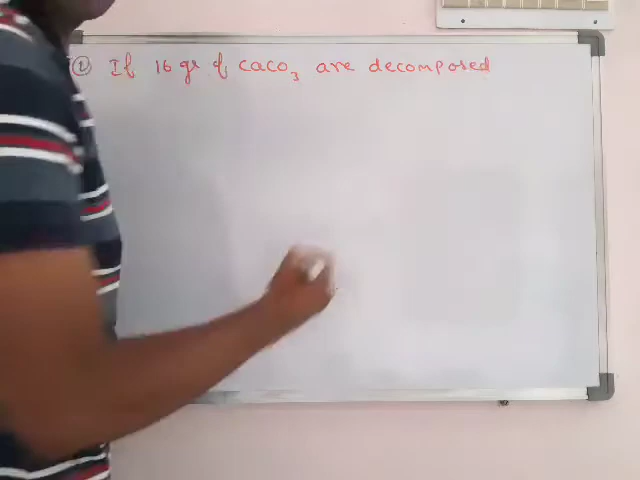 ② If 16 gr of caco₃ are decomposed